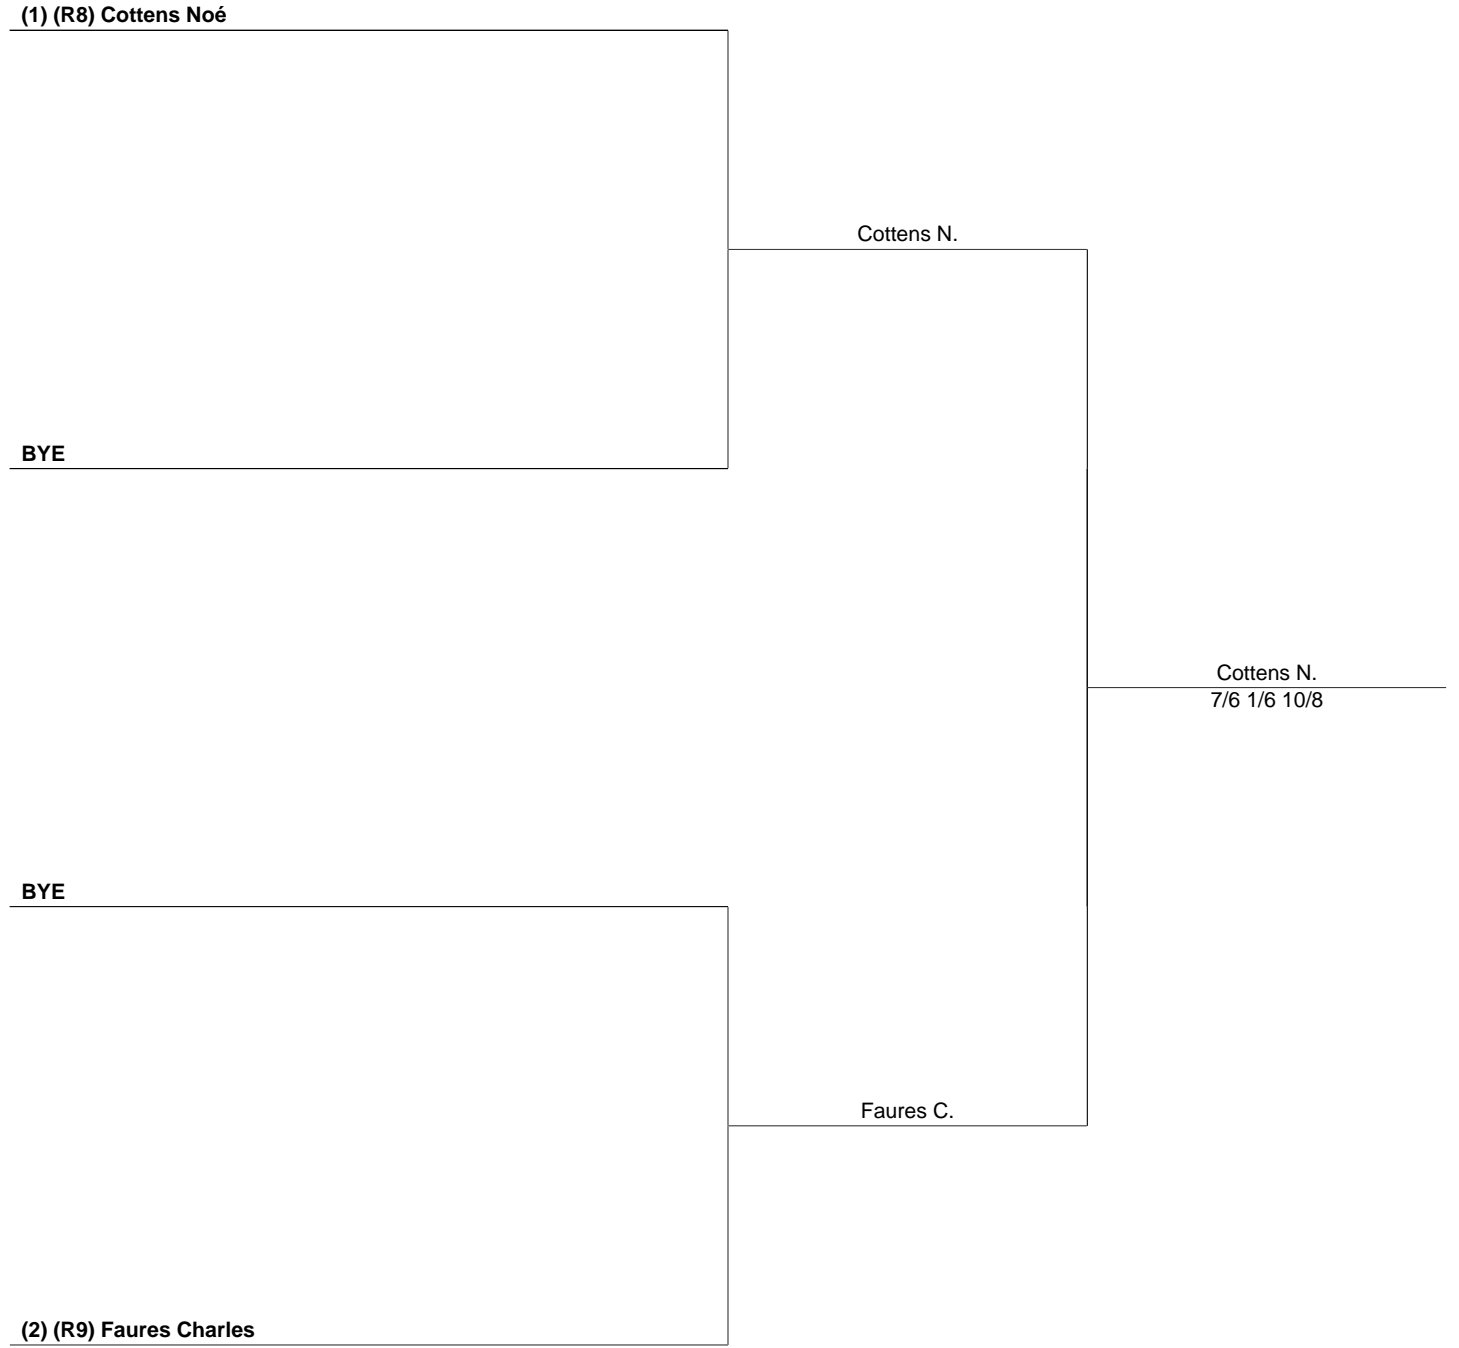 (1) (R8) Cottens Noé
Cottens N.
BYE
Cottens N.
7/6 1/6 10/8
BYE
Faures C.
(2) (R9) Faures Charles